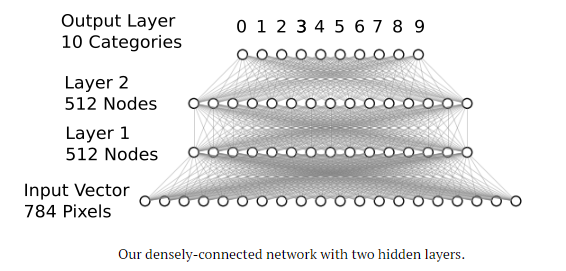 Output Layer
10 Categories
0 1 2 3 4 5 6 7 8 9
Layer 2
512 Nodes
Layer 1
512 Nodes
Input Vector
784 Pixels
Our densely-connected network with two hidden layers.